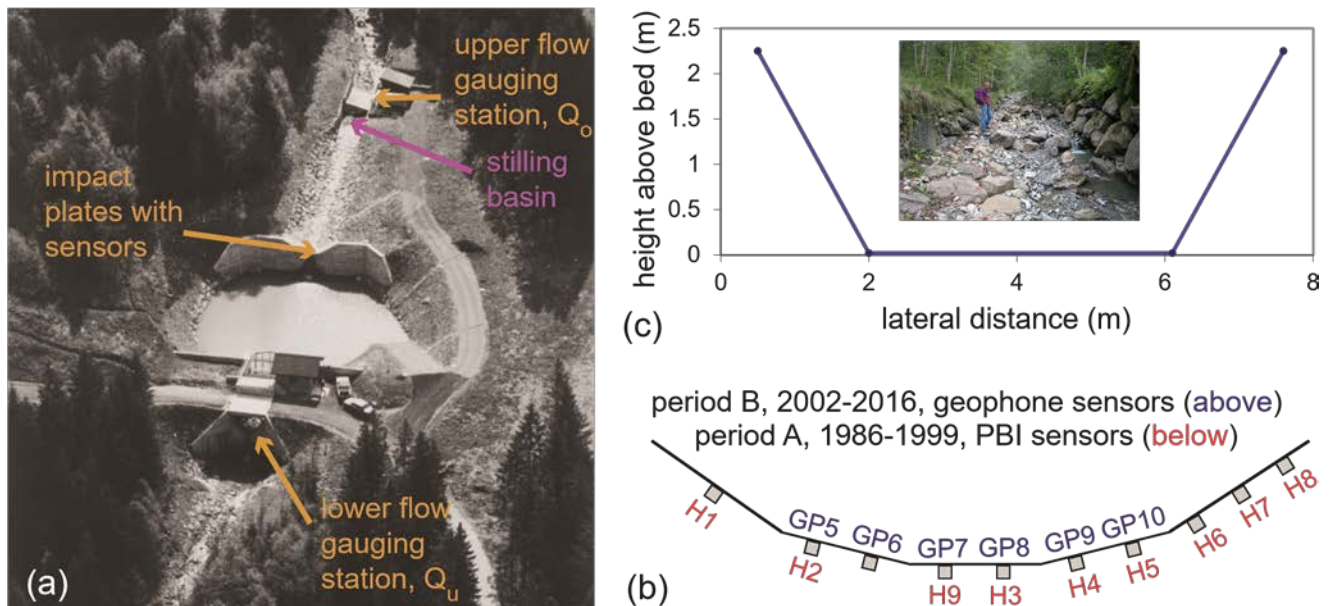 upper flow
gauging
station, Qo
stilling
basin
impact
plates with
sensors
lower flow
gauging
station, Qu
(a)
height above bed (m)
2.5
2
1.5
1
0.5
0
0
2
4
6
8
lateral distance (m)
(c)
period B, 2002-2016, geophone sensors (above)
period A, 1986-1999, PBI sensors (below)
GP5
GP6
GP7
GP8
GP9
GP10
H1
H2
H9
H3
H4
H5
H6
H7
H8
(b)